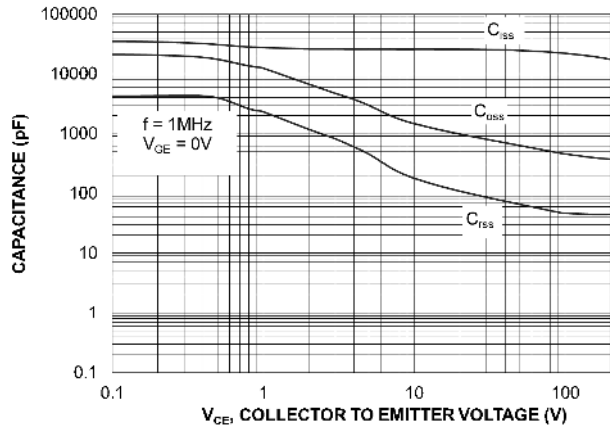 CAPACITANCE (pF)
100000
10000
1000
100
10
1
0.1
Ciss
Coss
Crss
f = 1MHz
VGE = 0V
0.1
1
10
100
VCE, COLLECTOR TO EMITTER VOLTAGE (V)